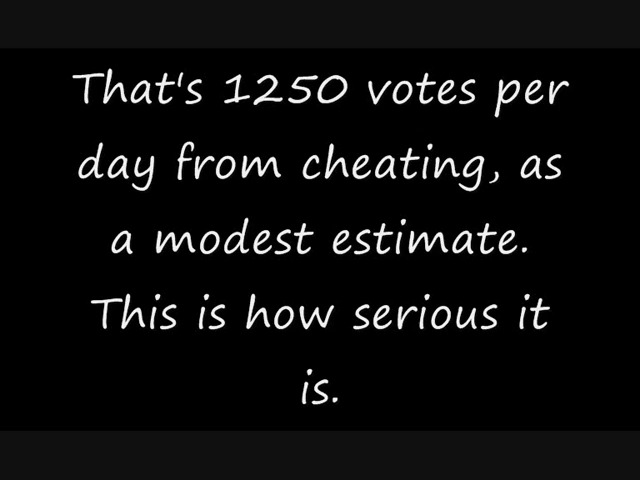 That's 1250 votes per
day from cheating, as
a modest estimate.
This is how serious it
is.